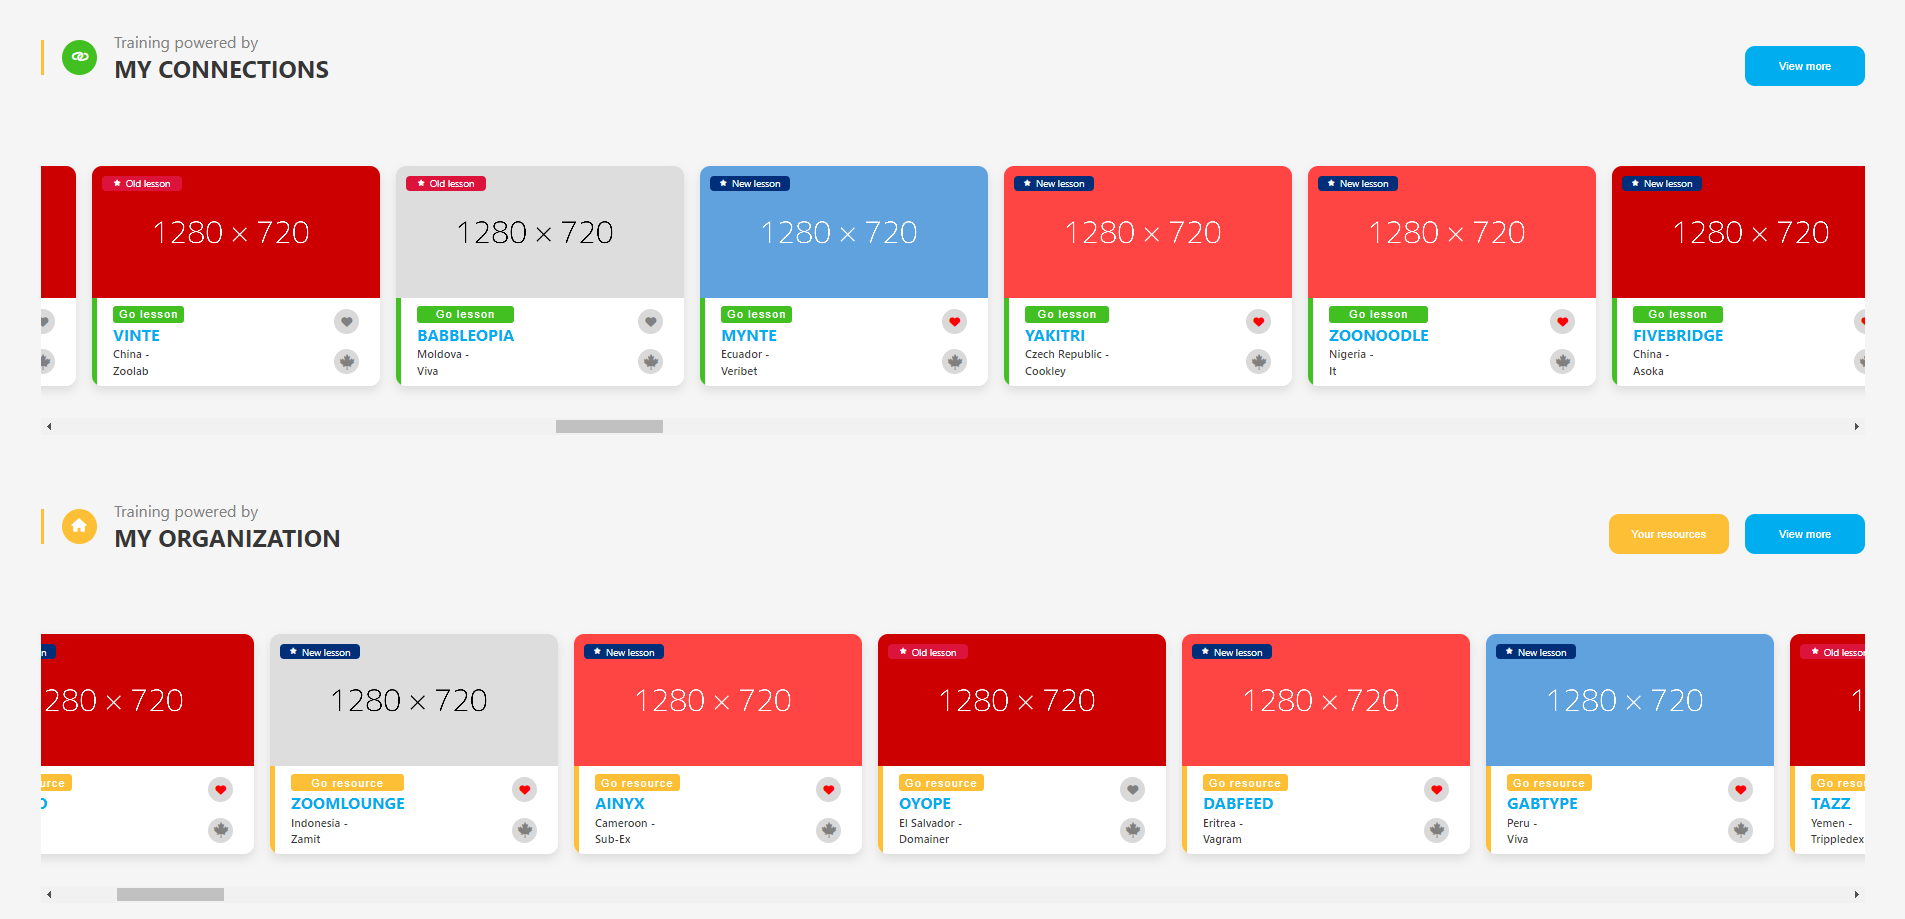 Training powered by
MY CONNECTIONS
View more
Old lesson
1280 × 720
Go lesson
VINTE
China -
Zoolab
Old lesson
1280 × 720
Go lesson
BABBLEOPIA
Moldova -
Viva
New lesson
1280 × 720
Go lesson
MYNTE
Ecuador -
Veribet
New lesson
1280 × 720
Go lesson
YAKITRI
Czech Republic -
Cookley
New lesson
1280 × 720
Go lesson
ZOONOODLE
Nigeria -
It
New lesson
1280 × 720
Go lesson
FIVEBRIDGE
China -
Asoka
Training powered by
MY ORGANIZATION
Your resources
View more
280 × 720
New lesson
1280 × 720
Go resource
ZOOMLOUNGE
Indonesia -
Zamit
New lesson
1280 × 720
Go resource
AINYX
Cameroon -
Sub-Ex
Old lesson
1280 × 720
Go resource
OYOPE
El Salvador -
Domainer
New lesson
1280 × 720
Go resource
DABFEED
Eritrea -
Vagram
New lesson
1280 × 720
Go resource
GABTYPE
Peru -
Viva
Old lesson
1
Go
TAZZ
Yemen -
Trippledex